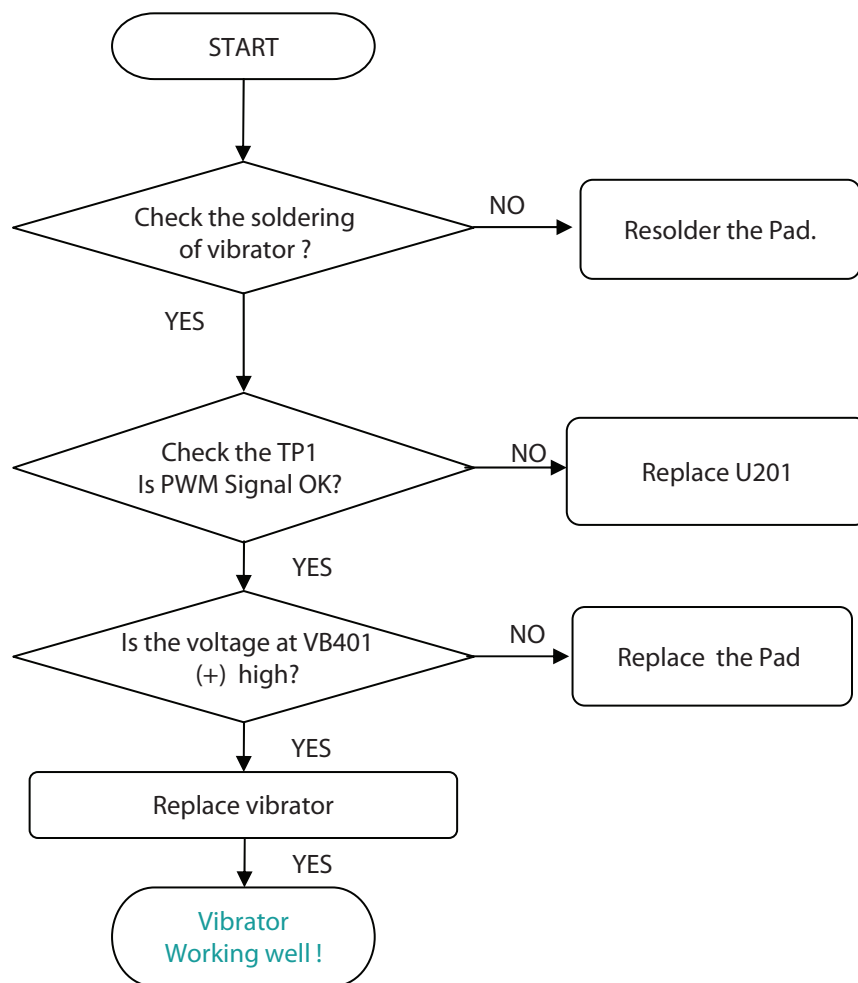 START
Check the soldering
of vibrator ?
NO
Resolder the Pad.
YES
Check the TP1
Is PWM Signal OK?
NO
Replace U201
YES
Is the voltage at VB401
(+) high?
NO
Replace the Pad
YES
Replace vibrator
YES
Vibrator
Working well !